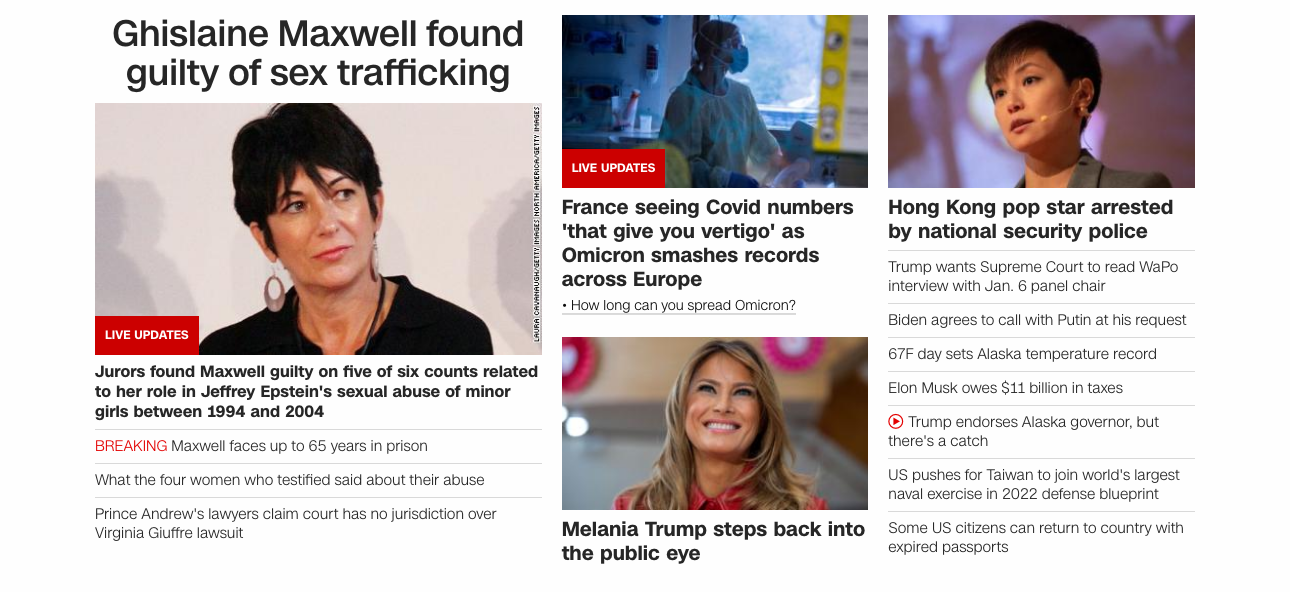 Ghislaine Maxwell found
guilty of sex trafficking
LAURA CAVANAUGH/GETTY IMAGES NORTH AMERICA/GETTY IMAGES
LIVE UPDATES
Jurors found Maxwell guilty on five of six counts related
to her role in Jeffrey Epstein's sexual abuse of minor
girls between 1994 and 2004
BREAKING Maxwell faces up to 65 years in prison
What the four women who testified said about their abuse
Prince Andrew's lawyers claim court has no jurisdiction over
Virginia Giuffre lawsuit
LIVE UPDATES
France seeing Covid numbers
'that give you vertigo' as
Omicron smashes records
across Europe
• How long can you spread Omicron?
Melania Trump steps back into
the public eye
Hong Kong pop star arrested
by national security police
Trump wants Supreme Court to read WaPo
interview with Jan. 6 panel chair
Biden agrees to call with Putin at his request
67F day sets Alaska temperature record
Elon Musk owes $11 billion in taxes
Trump endorses Alaska governor, but
there's a catch
US pushes for Taiwan to join world's largest
naval exercise in 2022 defense blueprint
Some US citizens can return to country with
expired passports